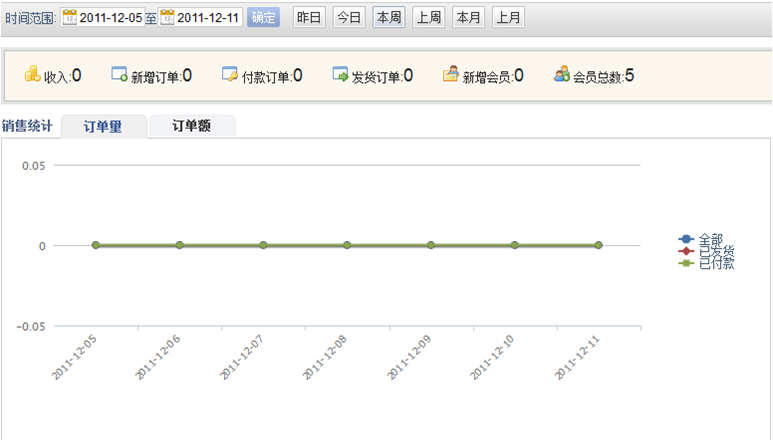 时间范围: 2011-12-05 至 2011-12-11 确定 昨日 今日 本周 上周 本月 上月
收入:0 新增订单:0 付款订单:0 发货订单:0 新增会员:0 会员总数:5
销售统计 订单量 订单额
0.05
0
-0.05
全部
已发货
已付款
2011-12-05 2011-12-06 2011-12-07 2011-12-08 2011-12-09 2011-12-10 2011-12-11